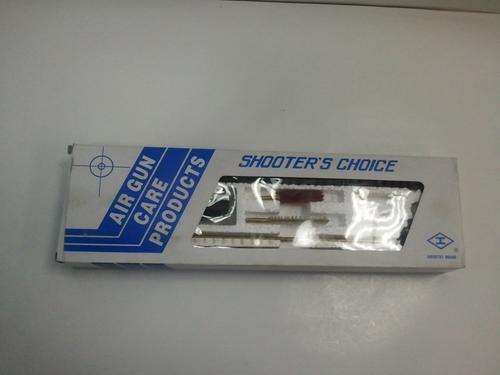 AIR GUN
CARE
PRODUCTS
SHOOTER'S CHOICE